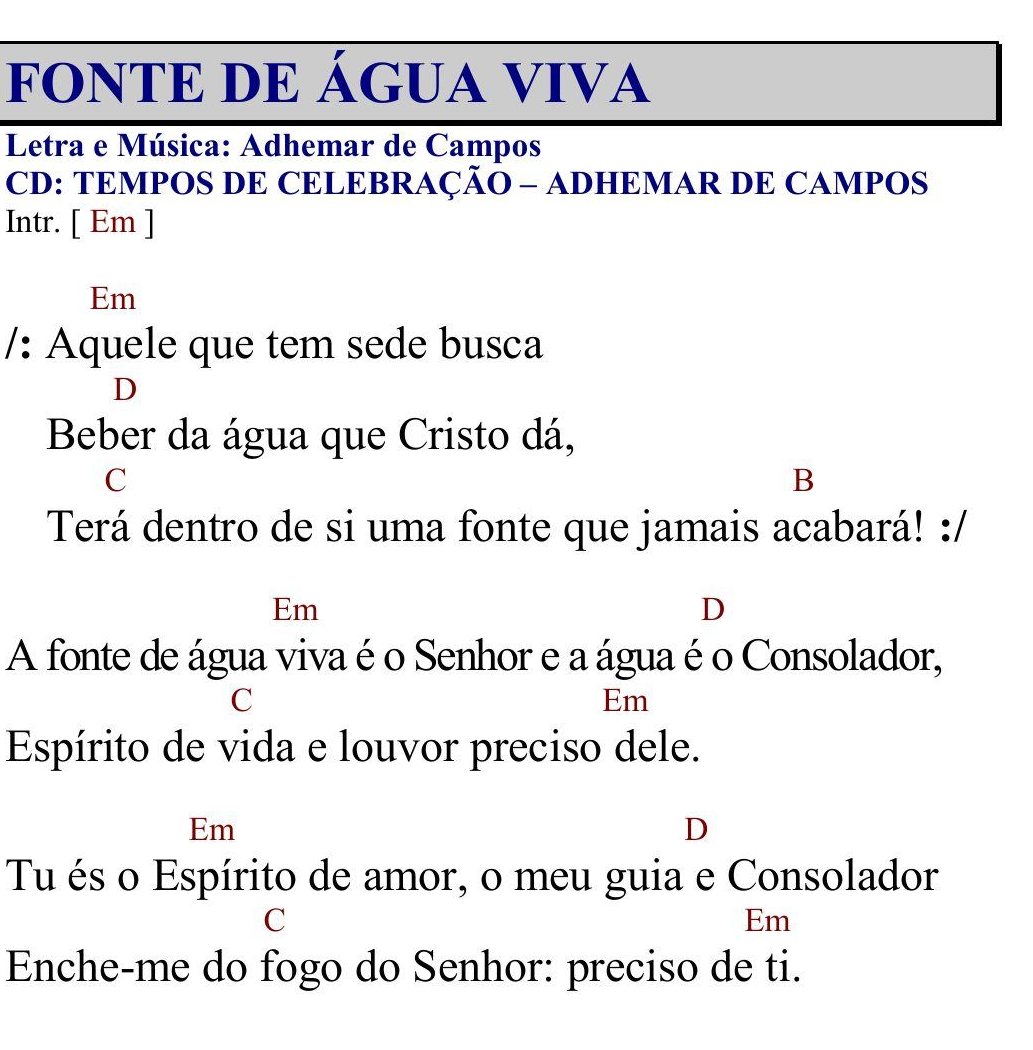 FONTE DE ÁGUA VIVA
Letra e Música: Adhemar de Campos
CD: TEMPOS DE CELEBRAÇÃO – ADHEMAR DE CAMPOS
Intr. [ Em ]
Em
/: Aquele que tem sede busca
D
Beber da água que Cristo dá,
C B
Terá dentro de si uma fonte que jamais acabará! :/
Em D
A fonte de água viva é o Senhor e a água é o Consolador,
C Em
Espírito de vida e louvor preciso dele.
Em D
Tu és o Espírito de amor, o meu guia e Consolador
C Em
Enche-me do fogo do Senhor: preciso de ti.